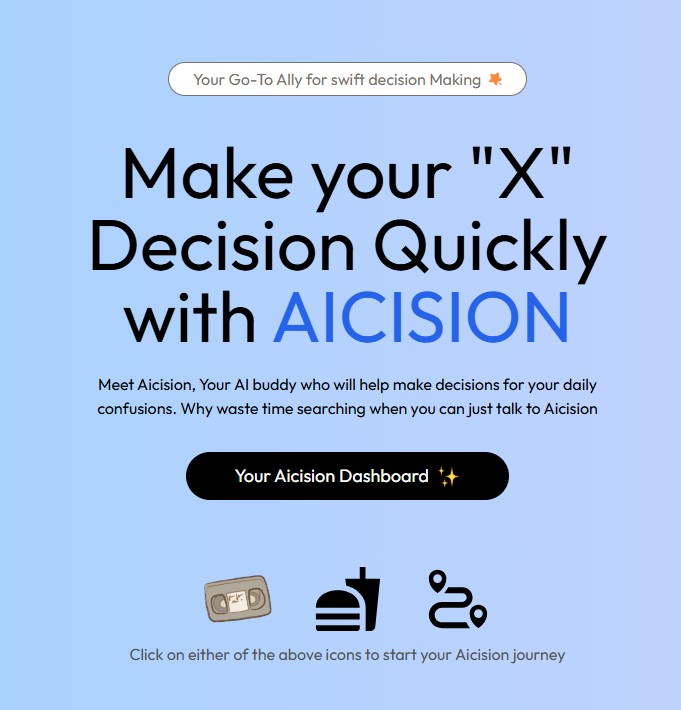 Your Go-To Ally for swift decision Making
Make your "X"
Decision Quickly
with AICISION
Meet Aicision, Your AI buddy who will help make decisions for your daily
confusions. Why waste time searching when you can just talk to Aicision
Your Aicision Dashboard
Click on either of the above icons to start your Aicision journey